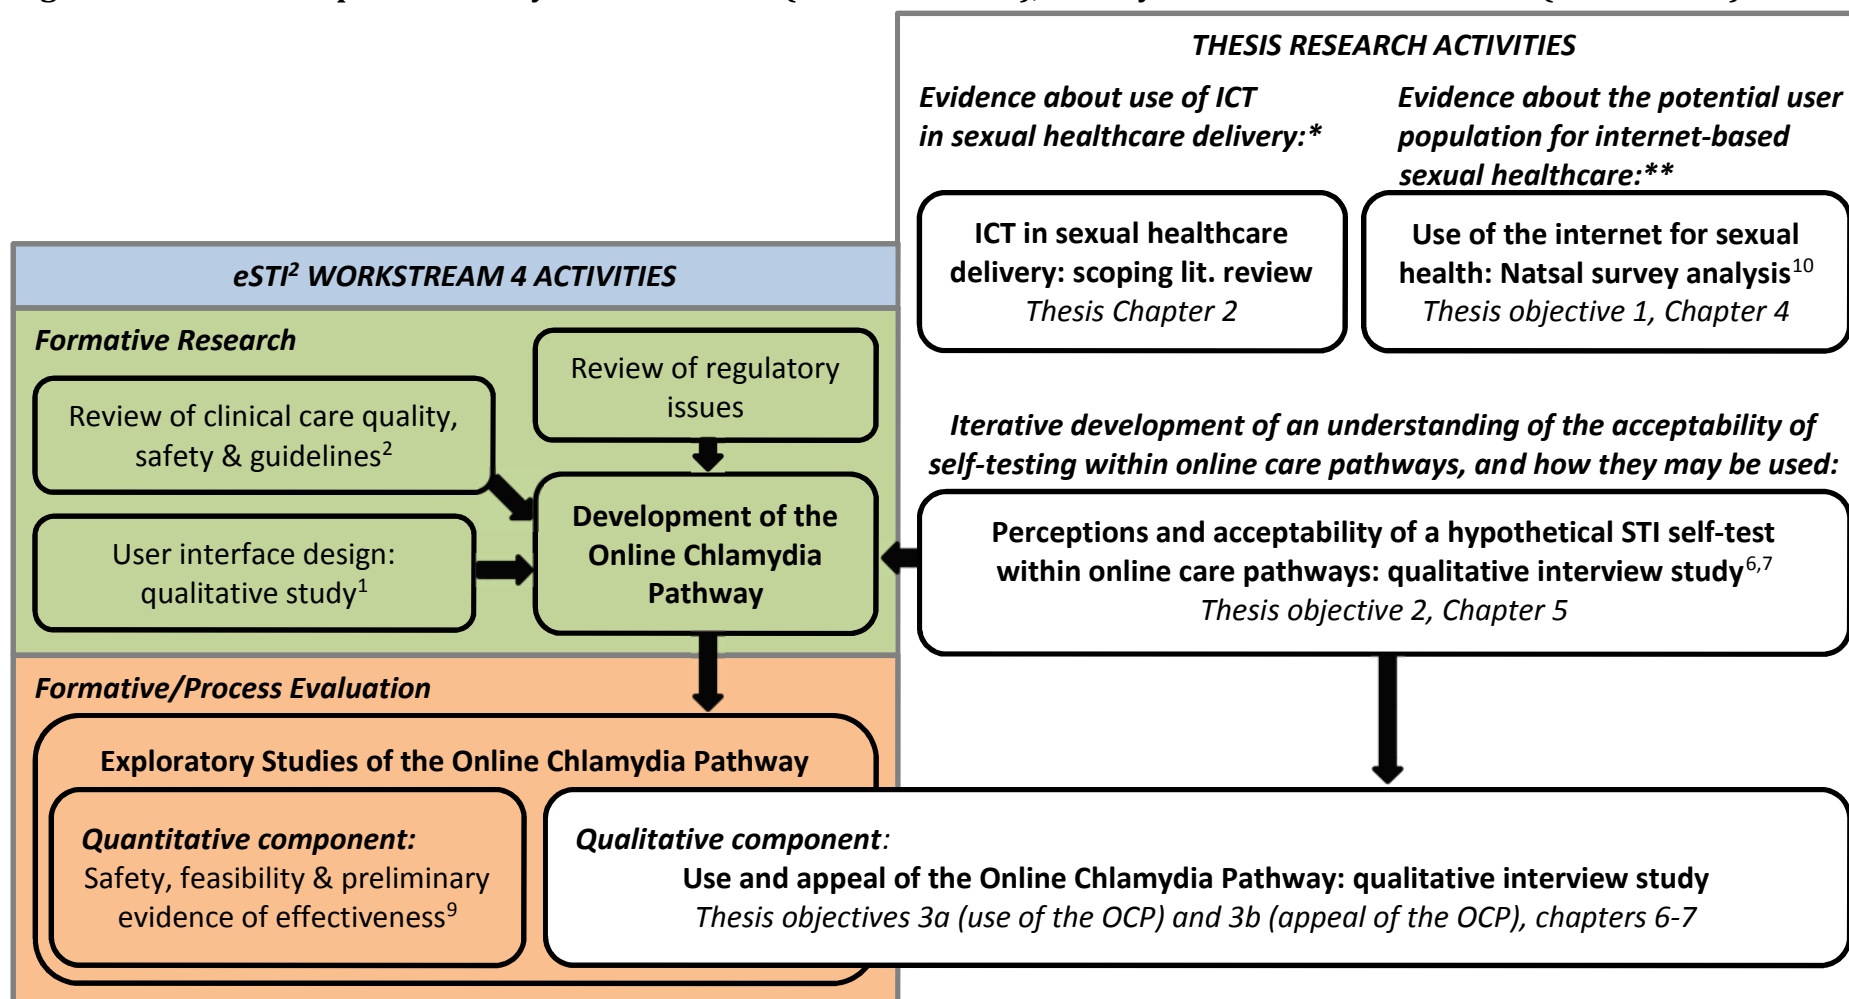 THESIS RESEARCH ACTIVITIES
Evidence about use of ICT
in sexual healthcare delivery:*
Evidence about the potential user
population for internet-based
sexual healthcare:**
ICT in sexual healthcare
delivery: scoping lit. review
Thesis Chapter 2
Use of the internet for sexual
health: Natsal survey analysis¹⁰
Thesis objective 1, Chapter 4
eSTI² WORKSTREAM 4 ACTIVITIES
Formative Research
Review of regulatory
issues
Review of clinical care quality,
safety & guidelines²
User interface design:
qualitative study¹
Development of the
Online Chlamydia
Pathway
Iterative development of an understanding of the acceptability of
self-testing within online care pathways, and how they may be used:
Perceptions and acceptability of a hypothetical STI self-test
within online care pathways: qualitative interview study⁶,⁷
Thesis objective 2, Chapter 5
Formative/Process Evaluation
Exploratory Studies of the Online Chlamydia Pathway
Quantitative component:
Safety, feasibility & preliminary
evidence of effectiveness⁹
Qualitative component:
Use and appeal of the Online Chlamydia Pathway: qualitative interview study
Thesis objectives 3a (use of the OCP) and 3b (appeal of the OCP), chapters 6-7